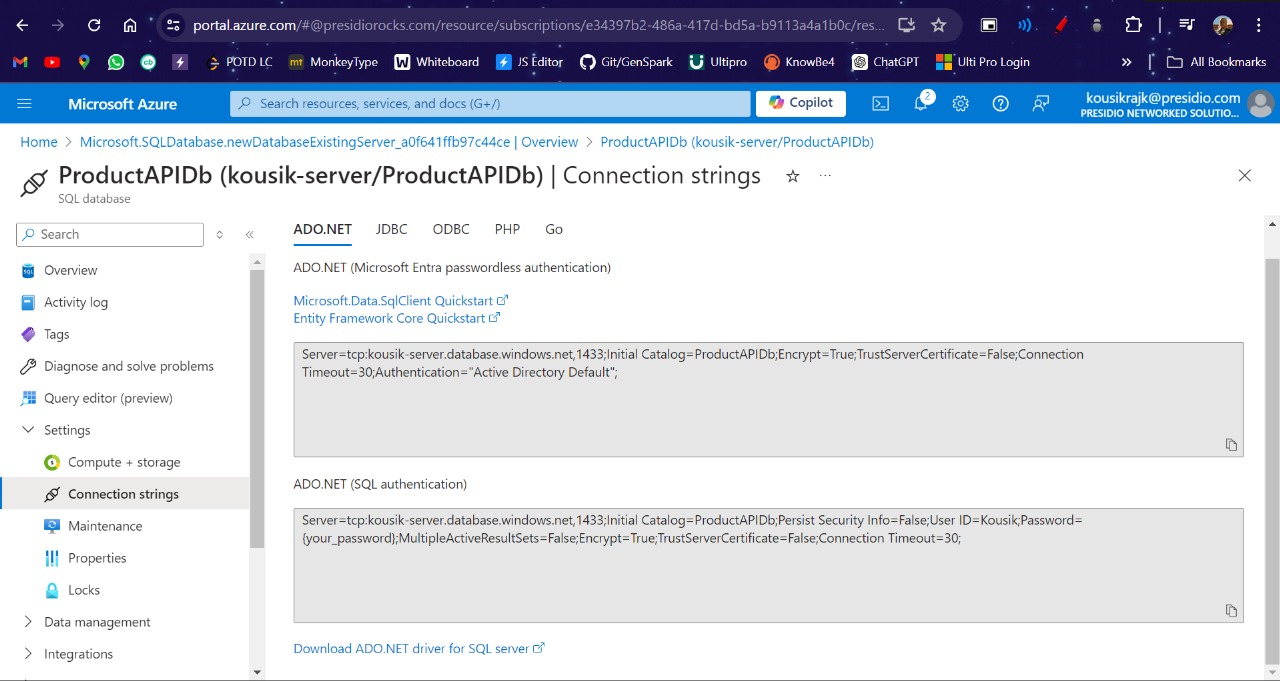 portal.azure.com/#@presidiorocks.com/resource/subscriptions/e34397b2-486a-417d-bd5a-b9113a4a1b0c/res...
POTD LC
mt MonkeyType
W Whiteboard
JS Editor
Git/GenSpark
Ultipro
KnowBe4
ChatGPT
Ulti Pro Login
»
All Bookmarks
Microsoft Azure
Search resources, services, and docs (G+/)
Copilot
2
kousikrajk@presidio.com
PRESIDIO NETWORKED SOLUTIO...
Home > Microsoft.SQLDatabase.newDatabaseExistingServer_a0f641ffb97c44ce | Overview > ProductAPIDb (kousik-server/ProductAPIDb)
ProductAPIDb (kousik-server/ProductAPIDb) | Connection strings
SQL database
Search
Overview
Activity log
Tags
Diagnose and solve problems
Query editor (preview)
Settings
Compute + storage
Connection strings
Maintenance
Properties
Locks
Data management
Integrations
ADO.NET JDBC ODBC PHP Go
ADO.NET (Microsoft Entra passwordless authentication)
Microsoft.Data.SqlClient Quickstart
Entity Framework Core Quickstart
Server=tcp:kousik-server.database.windows.net,1433;Initial Catalog=ProductAPIDb;Encrypt=True;TrustServerCertificate=False;Connection
Timeout=30;Authentication="Active Directory Default";
ADO.NET (SQL authentication)
Server=tcp:kousik-server.database.windows.net,1433;Initial Catalog=ProductAPIDb;Persist Security Info=False;User ID=Kousik;Password=
{your_password};MultipleActiveResultSets=False;Encrypt=True;TrustServerCertificate=False;Connection Timeout=30;
Download ADO.NET driver for SQL server